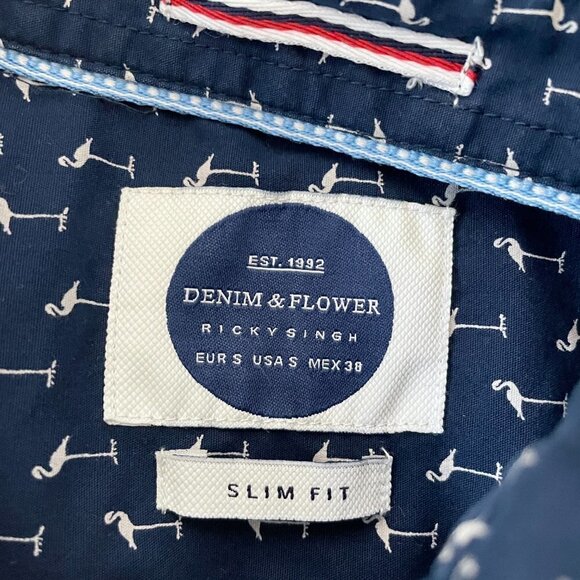 EST. 1992
DENIM & FLOWER
RICKY SINGH
EUR S USA S MEX 38
SLIM FIT